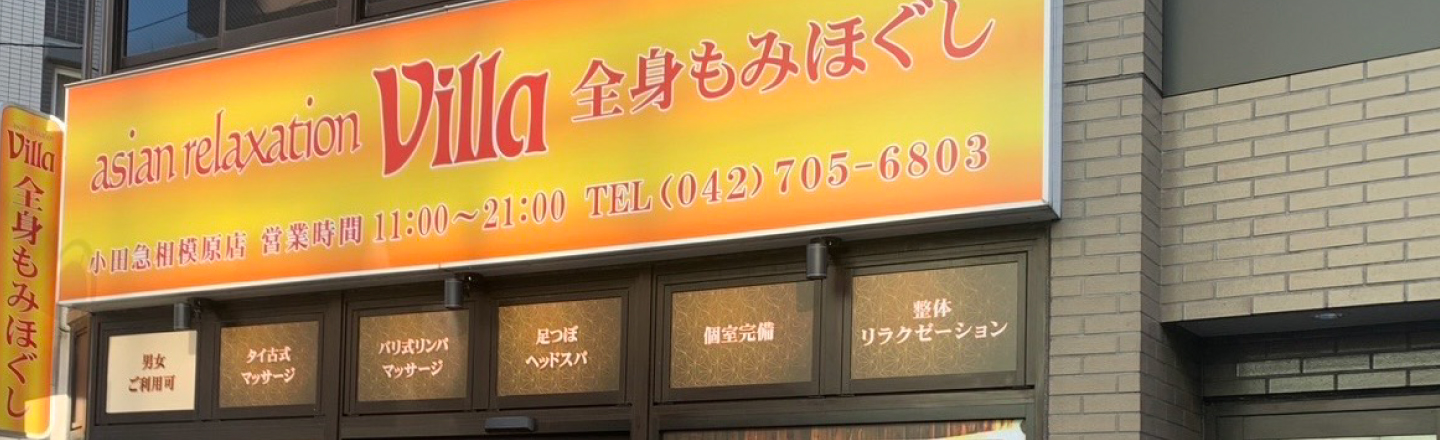 asian relaxation Villa 全身もみほぐし
小田急相模原店 営業時間 11:00～21:00 TEL(042)705-6803
Villa 全身もみほぐし
男女
ご利用可
タイ古式
マッサージ
バリ式リンパ
マッサージ
足つぼ
ヘッドスパ
個室完備
整体
リラクゼーション